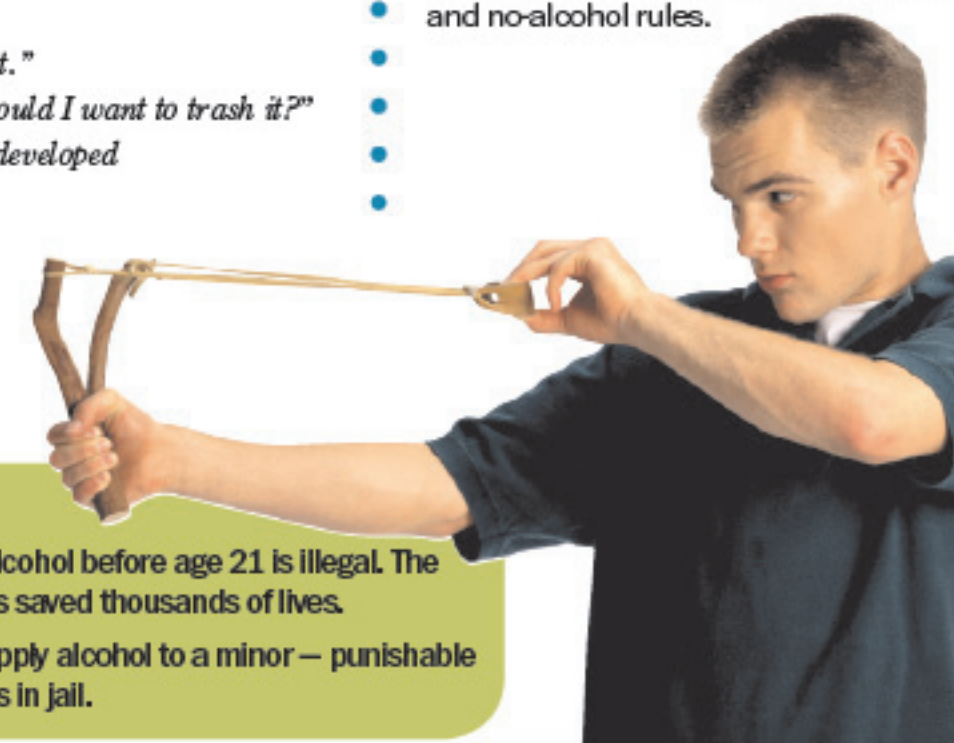 t.”
ould I want to trash it?”
developed
and no-alcohol rules.
lcohol before age 21 is illegal. The
s saved thousands of lives.
pply alcohol to a minor — punishable
s in jail.